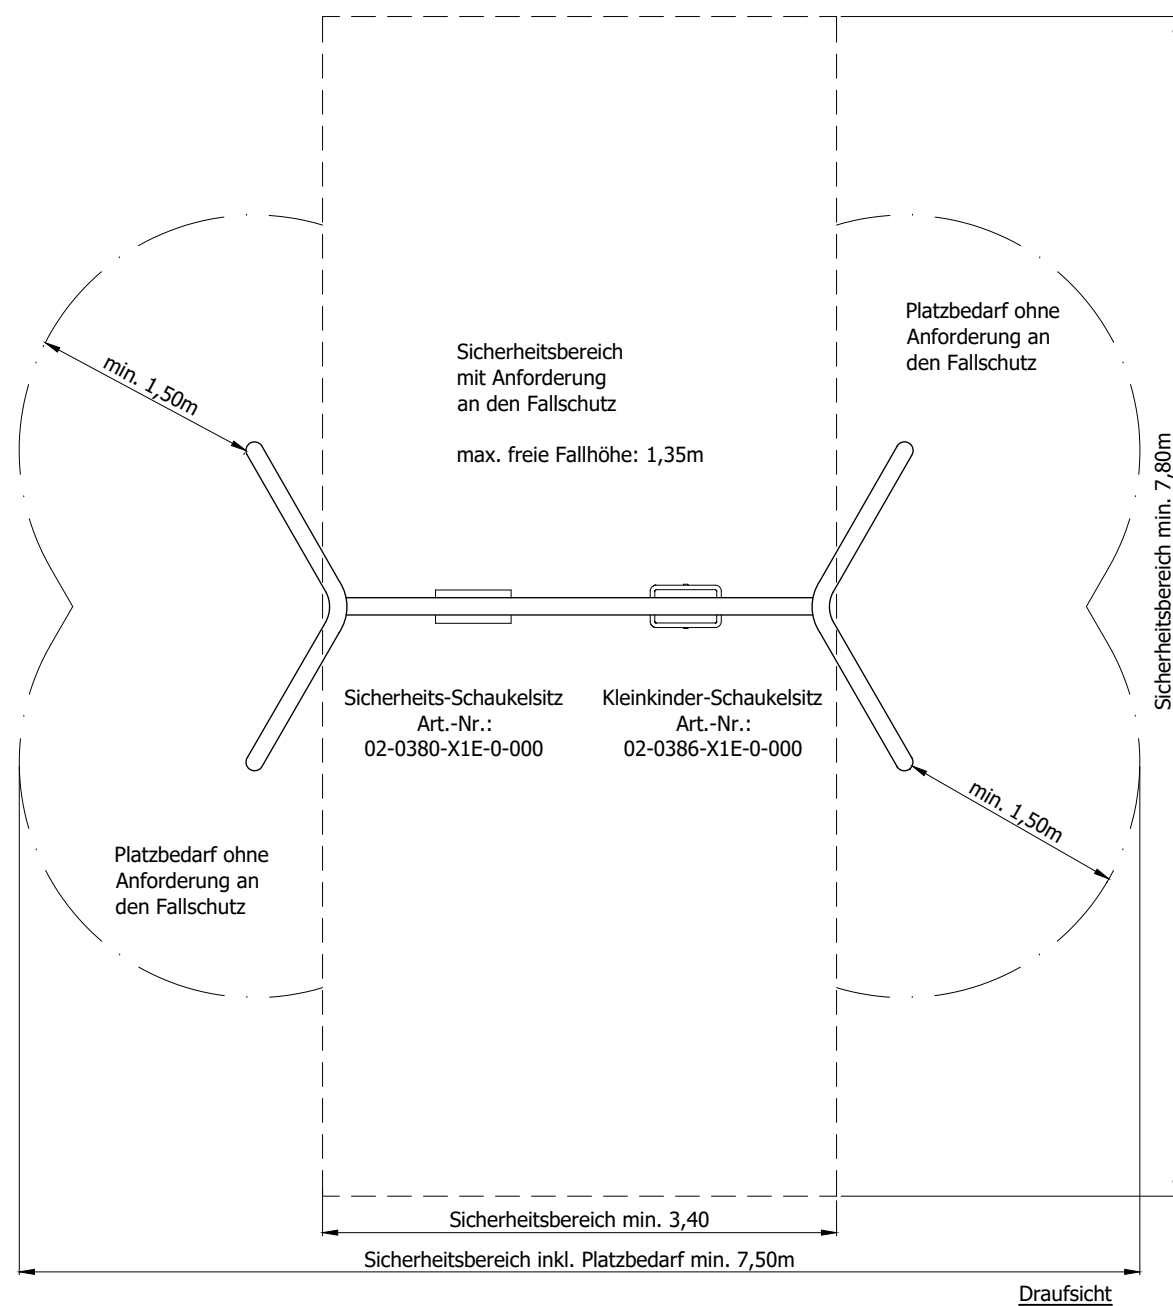 Platzbedarf ohne
Anforderung an
den Fallschutz
Sicherheitsbereich
mit Anforderung
an den Fallschutz
max. freie Fallhöhe: 1,35m
min. 1,50m
Sicherheitsbereich min. 7,80m
Sicherheits-Schaukelsitz
Art.-Nr.:
02-0380-X1E-0-000
Kleinkinder-Schaukelsitz
Art.-Nr.:
02-0386-X1E-0-000
min. 1,50m
Platzbedarf ohne
Anforderung an
den Fallschutz
Sicherheitsbereich min. 3,40
Sicherheitsbereich inkl. Platzbedarf min. 7,50m
Draufsicht